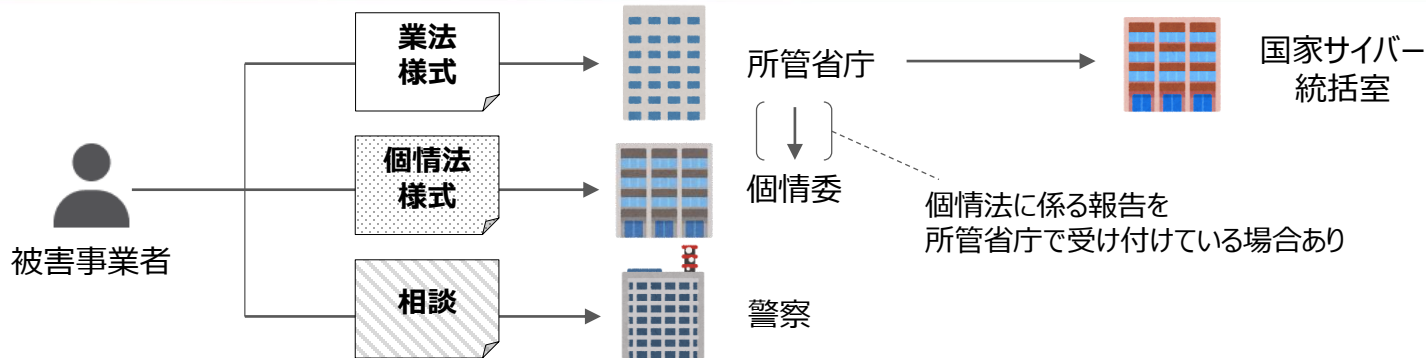 業法
様式
所管省庁
国家サイバー
統括室
個情法
様式
個情委
被害事業者
個情法に係る報告を
所管省庁で受け付けている場合あり
相談
警察